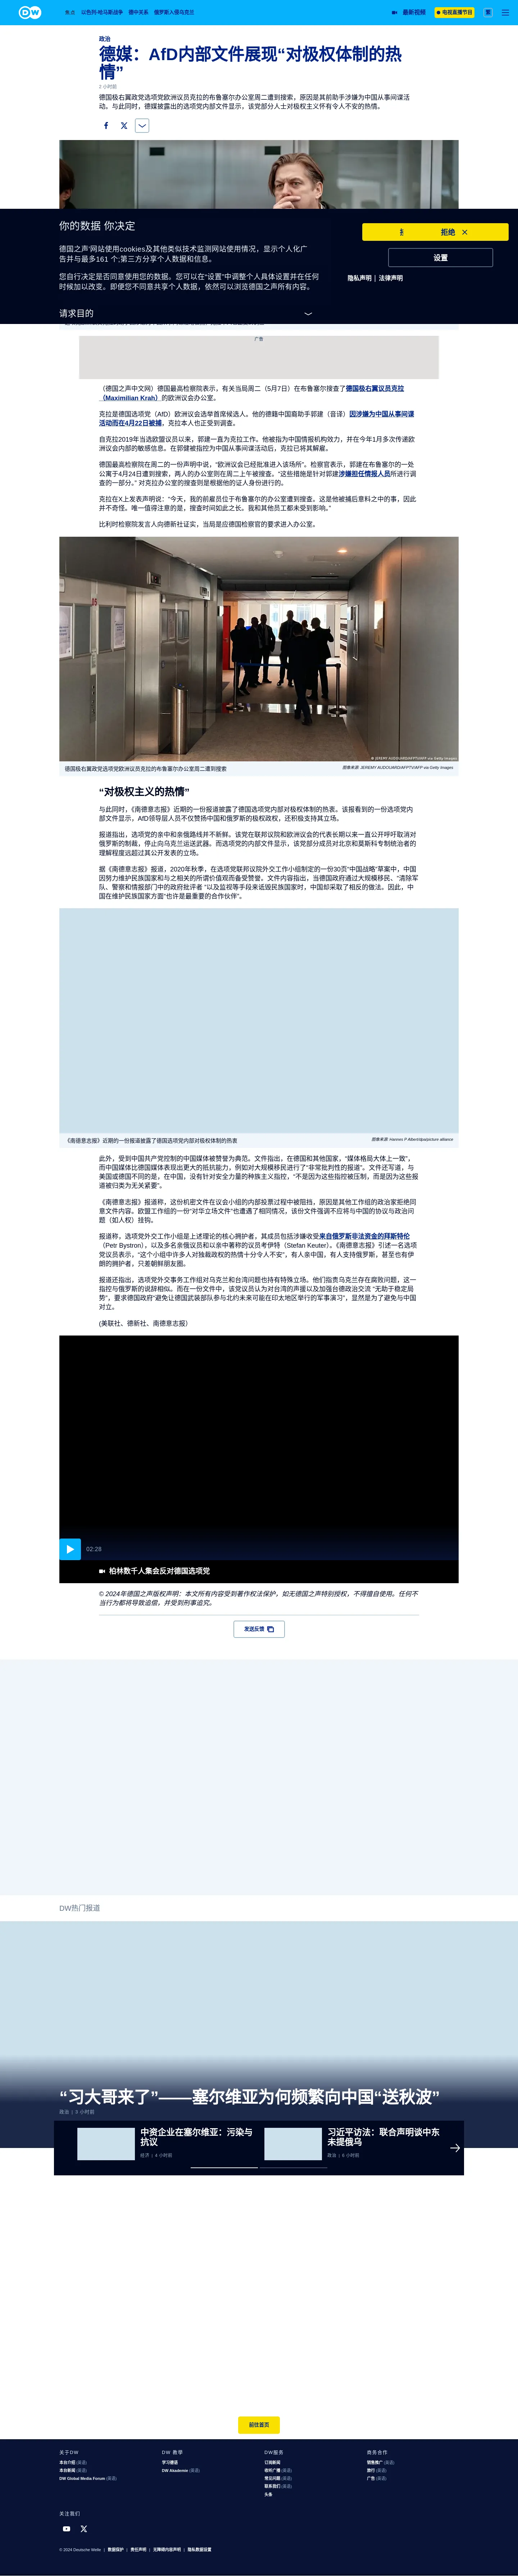 焦点 以色列-哈马斯战争 德中关系 俄罗斯入侵乌克兰 最新视频 电视直播节目 繁
政治
德媒：AfD内部文件展现“对极权体制的热
情”
2 小时前
德国极右翼政党选项党欧洲议员克拉的布鲁塞尔办公室周二遭到搜索，原因是其前助手涉嫌为中国从事间谍活
动。与此同时，德媒披露出的选项党内部文件显示，该党部分人士对极权主义怀有令人不安的热情。
你的数据 你决定
德国之声˙网站使用cookies及其他类似技术监测网站使用情况，显示个人化广
告并与最多161 个;第三方分享个人数据和信息。
您自行决定是否同意使用您的数据。您可以在"设置"中调整个人具体设置并在任何
时候加以改变。即便您不同意共享个人数据，依然可以浏览德国之声所有内容。
拒绝
设置
隐私声明 | 法律声明
请求目的
广告
（德国之声中文网）德国最高检察院表示，有关当局周二（5月7日）在布鲁塞尔搜查了德国极右翼议员克拉
（Maximilian Krah）的欧洲议会办公室。
克拉是德国选项党（AfD）欧洲议会选举首席候选人。他的德籍中国裔助手郭建（音译）因涉嫌为中国从事间谍
活动而在4月22日被捕，克拉本人也正受到调查。
自克拉2019年当选欧盟议员以来，郭建一直为克拉工作。他被指为中国情报机构效力，并在今年1月多次传递欧
洲议会内部的敏感信息。在郭健被指控为中国从事间谍活动后，克拉已将其解雇。
德国最高检察院在周二的一份声明中说，“欧洲议会已经批准进入该场所”。检察官表示，郭建在布鲁塞尔的一处
公寓于4月24日遭到搜索，两人的办公室则在周二上午被搜查。“这些措施是针对郭建涉嫌担任情报人员所进行调
查的一部分。” 对克拉办公室的搜查则是根据他的证人身份进行的。
克拉在X上发表声明说：“今天，我的前雇员位于布鲁塞尔的办公室遭到搜查。这是他被捕后意料之中的事，因此
并不奇怪。唯一值得注意的是，搜查时间如此之长。我和其他员工都未受到影响。”
比利时检察院发言人向德新社证实，当局是应德国检察官的要求进入办公室。
© JEREMY AUDOUARD/AFPTV/AFP via Getty Images
德国极右翼政党选项党欧洲议员克拉的布鲁塞尔办公室周二遭到搜索
图像来源: JEREMY AUDOUARD/AFPTV/AFP via Getty Images
“对极权主义的热情”
与此同时，《南德意志报》近期的一份报道披露了德国选项党内部对极权体制的热衷。该报看到的一份选项党内
部文件显示，AfD领导层人员不仅赞扬中国和俄罗斯的极权政权，还积极支持其立场。
报道指出，选项党的亲中和亲俄路线并不新鲜。该党在联邦议院和欧洲议会的代表长期以来一直公开呼吁取消对
俄罗斯的制裁，停止向乌克兰运送武器。而选项党的内部文件显示，该党部分成员对北京和莫斯科专制统治者的
理解程度远超过其公开发表的立场。
据《南德意志报》报道，2020年秋季，在选项党联邦议院外交工作小组制定的一份30页“中国战略”草案中，中国
因努力维护民族国家和与之相关的所谓价值观而备受赞誉。文件内容指出，当德国政府通过大规模移民、“清除军
队、警察和情报部门中的政府批评者 “以及监视等手段来诋毁民族国家时，中国却采取了相反的做法。因此，中
国在维护民族国家方面“也许是最重要的合作伙伴”。
《南德意志报》近期的一份报道披露了德国选项党内部对极权体制的热衷
图像来源: Hannes P Albert/dpa/picture alliance
此外，受到中国共产党控制的中国媒体被赞誉为典范。文件指出，在德国和其他国家，“媒体格局大体上一致”，
而中国媒体比德国媒体表现出更大的抵抗能力，例如对大规模移民进行了“非常批判性的报道”。文件还写道，与
美国或德国不同的是，在中国，没有针对安全力量的种族主义指控，“不是因为这些指控被压制，而是因为这些报
道被归类为无关紧要”。
《南德意志报》报道称，这份机密文件在议会小组的内部投票过程中被阻挡，原因是其他工作组的政治家拒绝同
意文件内容。欧盟工作组的一份“对华立场文件”也遭遇了相同情况，该份文件强调不应将与中国的谈判与政治问
题（如人权）挂钩。
报道称，选项党外交工作小组是上述理论的核心拥护者，其成员包括涉嫌收受来自俄罗斯非法资金的拜斯特伦
（Petr Bystron），以及多名亲俄议员和以亲中著称的议员考伊特（Stefan Keuter）。《南德意志报》引述一名选项
党议员表示，“这个小组中许多人对独裁政权的热情十分令人不安”，有人亲中国，有人支持俄罗斯，甚至也有伊
朗的拥护者，只差朝鲜朋友圈。
报道还指出，选项党外交事务工作组对乌克兰和台湾问题也持有特殊立场。他们指责乌克兰存在腐败问题，这一
指控与俄罗斯的说辞相似。而在一份文件中，该党议员认为对台湾的声援以及加强台德政治交流 “无助于稳定局
势”，要求德国政府“避免让德国武装部队参与北约未来可能在印太地区举行的军事演习”，显然是为了避免与中国
对立。
(美联社、德新社、南德意志报）
02:28
柏林数千人集会反对德国选项党
© 2024年德国之声版权声明：本文所有内容受到著作权法保护，如无德国之声特别授权，不得擅自使用。任何不
当行为都将导致追偿，并受到刑事追究。
发送反馈
DW热门报道
“习大哥来了”——塞尔维亚为何频繁向中国“送秋波”
政治 | 3 小时前
中资企业在塞尔维亚：污染与
抗议
经济 | 4 小时前
习近平访法：联合声明谈中东
未提俄乌
政治 | 5 小时前
前往首页
关于DW
本台介绍 (英语)
本台新闻 (英语)
DW Global Media Forum (英语)
DW 教学
学习德语
DW Akademie (英语)
DW服务
订阅新闻
收听广播 (英语)
常见问题 (英语)
联系我们 (英语)
头条
商务合作
销售推广 (英语)
旅行 (英语)
广告 (英语)
关注我们
© 2024 Deutsche Welle | 数据保护 | 责任声明 | 无障碍内容声明 | 隐私数据设置